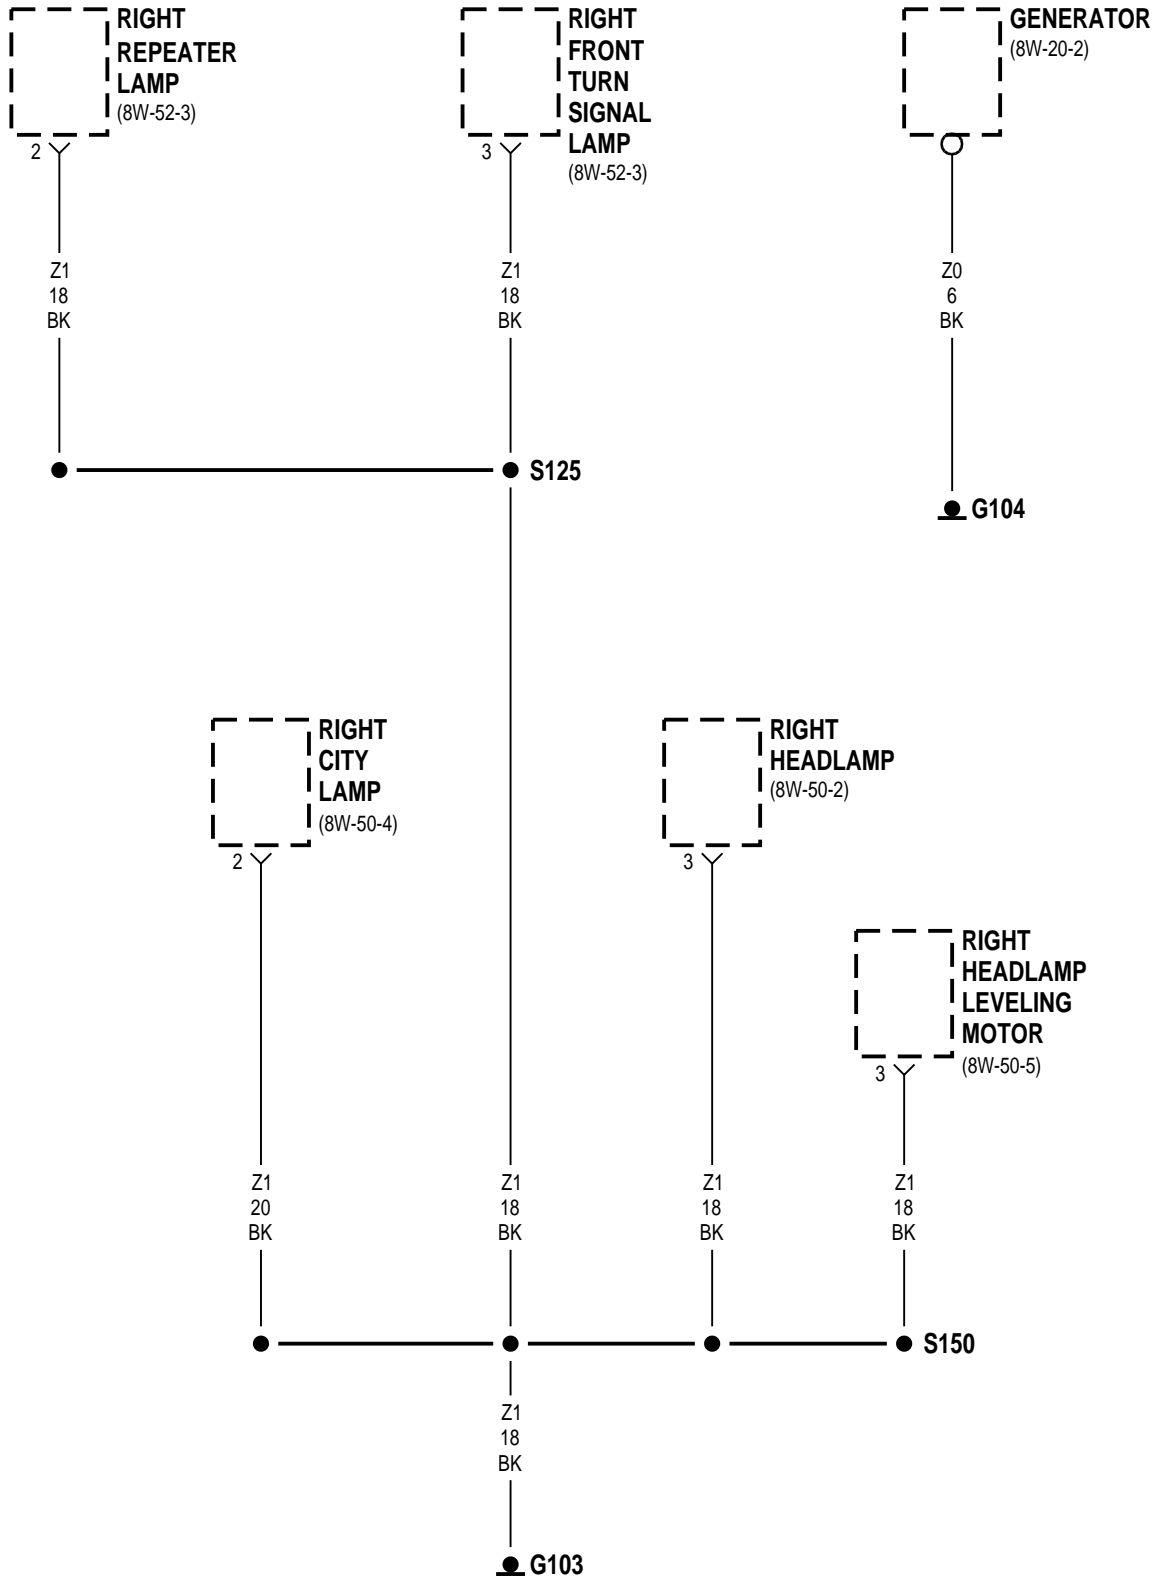 RIGHT
REPEATER
LAMP
(8W-52-3)
2
RIGHT
FRONT
TURN
SIGNAL
LAMP
(8W-52-3)
3
GENERATOR
(8W-20-2)
Z1
18
BK
Z1
18
BK
Z0
6
BK
S125
G104
RIGHT
CITY
LAMP
(8W-50-4)
2
RIGHT
HEADLAMP
(8W-50-2)
3
RIGHT
HEADLAMP
LEVELING
MOTOR
(8W-50-5)
3
Z1
20
BK
Z1
18
BK
Z1
18
BK
Z1
18
BK
S150
Z1
18
BK
G103